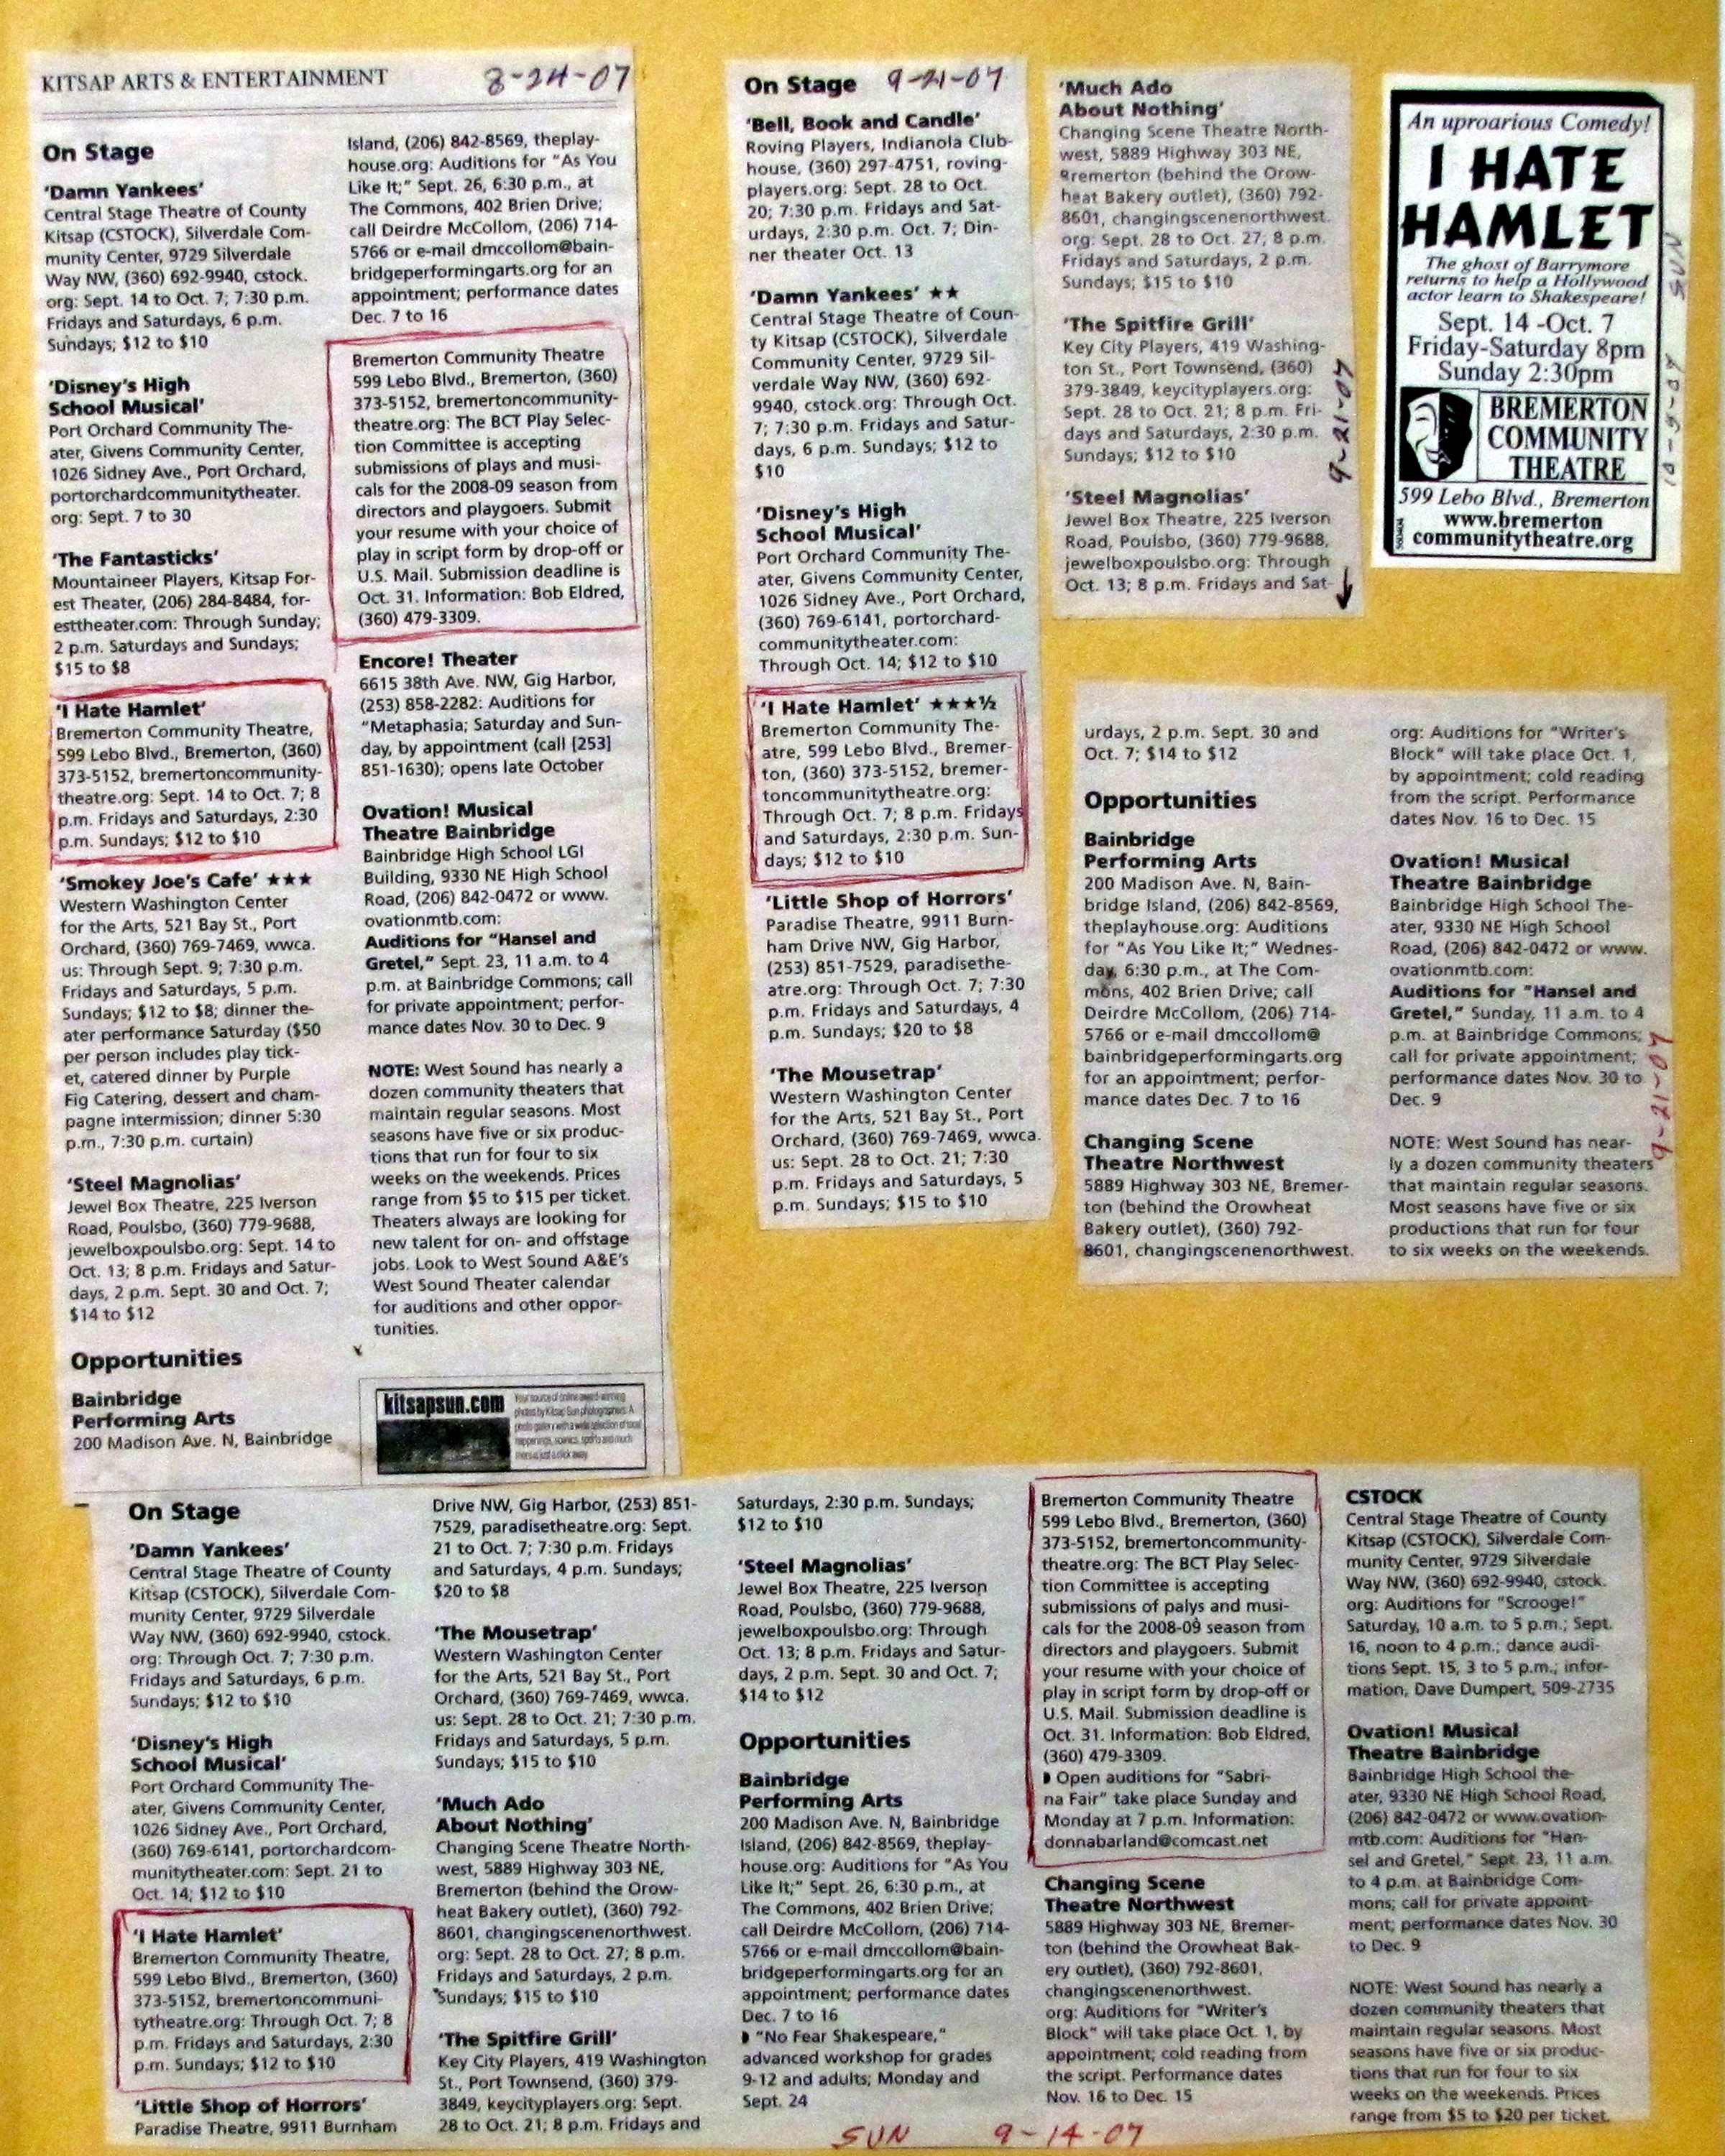 KITSAP ARTS & ENTERTAINMENT
8-24-07
On Stage
'Damn Yankees'
Central Stage Theatre of County
Kitsap (CSTOCK), Silverdale Com-
munity Center, 9729 Silverdale
Way NW, (360) 692-9940, cstock.
org: Sept. 14 to Oct. 7; 7:30 p.m.
Fridays and Saturdays, 6 p.m.
Sundays; $12 to $10
'Disney's High
School Musical'
Port Orchard Community The-
ater, Givens Community Center,
1026 Sidney Ave., Port Orchard,
portorchardcommunitytheater.
org: Sept. 7 to 30
'The Fantasticks'
Mountaineer Players, Kitsap For-
est Theater, (206) 284-8484, for-
esttheater.com: Through Sunday;
2 p.m. Saturdays and Sundays;
$15 to $8
'I Hate Hamlet'
Bremerton Community Theatre,
599 Lebo Blvd., Bremerton, (360)
373-5152, bremertoncommunity-
theatre.org: Sept. 14 to Oct. 7; 8
p.m. Fridays and Saturdays, 2:30
p.m. Sundays; $12 to $10
'Smokey Joe's Cafe' ★★★
Western Washington Center
for the Arts, 521 Bay St., Port
Orchard, (360) 769-7469, wwca.
us: Through Sept. 9; 7:30 p.m.
Fridays and Saturdays, 5 p.m.
Sundays; $12 to $8; dinner the-
ater performance Saturday ($50
per person includes play tick-
et, catered dinner by Purple
Fig Catering, dessert and cham-
pagne intermission; dinner 5:30
p.m., 7:30 p.m. curtain)
'Steel Magnolias'
Jewel Box Theatre, 225 Iverson
Road, Poulsbo, (360) 779-9688,
jewelboxpoulsbo.org: Sept. 14 to
Oct. 13; 8 p.m. Fridays and Satur-
days, 2 p.m. Sept. 30 and Oct. 7;
$14 to $12
Opportunities
Bainbridge
Performing Arts
200 Madison Ave. N, Bainbridge
Island, (206) 842-8569, theplay-
house.org: Auditions for "As You
Like It;" Sept. 26, 6:30 p.m., at
The Commons, 402 Brien Drive;
call Deirdre McCollom, (206) 714-
5766 or e-mail dmccollom@bain-
bridgeperformingarts.org for an
appointment; performance dates
Dec. 7 to 16
Bremerton Community Theatre
599 Lebo Blvd., Bremerton, (360)
373-5152, bremertoncommunity-
theatre.org: The BCT Play Selec-
tion Committee is accepting
submissions of plays and musi-
cals for the 2008-09 season from
directors and playgoers. Submit
your resume with your choice of
play in script form by drop-off or
U.S. Mail. Submission deadline is
Oct. 31. Information: Bob Eldred,
(360) 479-3309.
Encore! Theater
6615 38th Ave. NW, Gig Harbor,
(253) 858-2282: Auditions for
"Metaphasia; Saturday and Sun-
day, by appointment (call [253]
851-1630); opens late October
Ovation! Musical
Theatre Bainbridge
Bainbridge High School LGI
Building, 9330 NE High School
Road, (206) 842-0472 or www.
ovationmtb.com:
Auditions for "Hansel and
Gretel," Sept. 23, 11 a.m. to 4
p.m. at Bainbridge Commons; call
for private appointment; perfor-
mance dates Nov. 30 to Dec. 9
NOTE: West Sound has nearly a
dozen community theaters that
maintain regular seasons. Most
seasons have five or six produc-
tions that run for four to six
weeks on the weekends. Prices
range from $5 to $15 per ticket.
Theaters always are looking for
new talent for on- and offstage
jobs. Look to West Sound A&E's
West Sound Theater calendar
for auditions and other oppor-
tunities.
kitsapsun.com
Your source of online award-winning
photos by Kitsap Sun photographers. A
photo gallery with a wide selection of local
happenings, scenics, sports and much
more is just a click away.
On Stage 9-21-07
'Bell, Book and Candle'
Roving Players, Indianola Club-
house, (360) 297-4751, roving-
players.org: Sept. 28 to Oct.
20; 7:30 p.m. Fridays and Sat-
urdays, 2:30 p.m. Oct. 7; Din-
ner theater Oct. 13
'Damn Yankees' ★★
Central Stage Theatre of Coun-
ty Kitsap (CSTOCK), Silverdale
Community Center, 9729 Sil-
verdale Way NW, (360) 692-
9940, cstock.org: Through Oct.
7; 7:30 p.m. Fridays and Satur-
days, 6 p.m. Sundays; $12 to
$10
'Disney's High
School Musical'
Port Orchard Community The-
ater, Givens Community Center,
1026 Sidney Ave., Port Orchard,
(360) 769-6141, portorchard-
communitytheater.com:
Through Oct. 14; $12 to $10
'I Hate Hamlet' ★★★½
Bremerton Community The-
atre, 599 Lebo Blvd., Bremer-
ton, (360) 373-5152, bremer-
toncommunitytheatre.org:
Through Oct. 7; 8 p.m. Fridays
and Saturdays, 2:30 p.m. Sun-
days; $12 to $10
'Little Shop of Horrors'
Paradise Theatre, 9911 Burn-
ham Drive NW, Gig Harbor,
(253) 851-7529, paradisethe-
atre.org: Through Oct. 7; 7:30
p.m. Fridays and Saturdays, 4
p.m. Sundays; $20 to $8
'The Mousetrap'
Western Washington Center
for the Arts, 521 Bay St., Port
Orchard, (360) 769-7469, wwca.
us: Sept. 28 to Oct. 21; 7:30
p.m. Fridays and Saturdays, 5
p.m. Sundays; $15 to $10
'Much Ado
About Nothing'
Changing Scene Theatre North-
west, 5889 Highway 303 NE,
Bremerton (behind the Orow-
heat Bakery outlet), (360) 792-
8601, changingscenenorthwest.
org: Sept. 28 to Oct. 27; 8 p.m.
Fridays and Saturdays, 2 p.m.
Sundays; $15 to $10
'The Spitfire Grill'
Key City Players, 419 Washing-
ton St., Port Townsend, (360)
379-3849, keycityplayers.org:
Sept. 28 to Oct. 21; 8 p.m. Fri-
days and Saturdays, 2:30 p.m.
Sundays; $12 to $10
'Steel Magnolias'
Jewel Box Theatre, 225 Iverson
Road, Poulsbo, (360) 779-9688,
jewelboxpoulsbo.org: Through
Oct. 13; 8 p.m. Fridays and Sat-
9-21-07
An uproarious Comedy!
I HATE
HAMLET
The ghost of Barrymore
returns to help a Hollywood
actor learn to Shakespeare!
Sept. 14 -Oct. 7
Friday-Saturday 8pm
Sunday 2:30pm
BREMERTON
COMMUNITY
THEATRE
599 Lebo Blvd., Bremerton
www.bremerton
communitytheatre.org
SUN
urdays, 2 p.m. Sept. 30 and
Oct. 7; $14 to $12
Opportunities
Bainbridge
Performing Arts
200 Madison Ave. N, Bain-
bridge Island, (206) 842-8569,
theplayhouse.org: Auditions
for "As You Like It;" Wednes-
day, 6:30 p.m., at The Com-
mons, 402 Brien Drive; call
Deirdre McCollom, (206) 714-
5766 or e-mail dmccollom@
bainbridgeperformingarts.org
for an appointment; perfor-
mance dates Dec. 7 to 16
Changing Scene
Theatre Northwest
5889 Highway 303 NE, Bremer-
ton (behind the Orowheat
Bakery outlet), (360) 792-
8601, changingscenenorthwest.
org: Auditions for "Writer's
Block" will take place Oct. 1,
by appointment; cold reading
from the script. Performance
dates Nov. 16 to Dec. 15
Ovation! Musical
Theatre Bainbridge
Bainbridge High School The-
ater, 9330 NE High School
Road, (206) 842-0472 or www.
ovationmtb.com:
Auditions for "Hansel and
Gretel," Sunday, 11 a.m. to 4
p.m. at Bainbridge Commons;
call for private appointment;
performance dates Nov. 30 to
Dec. 9
NOTE: West Sound has near-
ly a dozen community theaters
that maintain regular seasons.
Most seasons have five or six
productions that run for four
to six weeks on the weekends.
9-21-07
On Stage
'Damn Yankees'
Central Stage Theatre of County
Kitsap (CSTOCK), Silverdale Com-
munity Center, 9729 Silverdale
Way NW, (360) 692-9940, cstock.
org: Through Oct. 7; 7:30 p.m.
Fridays and Saturdays, 6 p.m.
Sundays; $12 to $10
'Disney's High
School Musical'
Port Orchard Community The-
ater, Givens Community Center,
1026 Sidney Ave., Port Orchard,
(360) 769-6141, portorchardcom-
munitytheater.com: Sept. 21 to
Oct. 14; $12 to $10
'I Hate Hamlet'
Bremerton Community Theatre,
599 Lebo Blvd., Bremerton, (360)
373-5152, bremertoncommuni-
tytheatre.org: Through Oct. 7; 8
p.m. Fridays and Saturdays, 2:30
p.m. Sundays; $12 to $10
'Little Shop of Horrors'
Paradise Theatre, 9911 Burnham
Drive NW, Gig Harbor, (253) 851-
7529, paradisetheatre.org: Sept.
21 to Oct. 7; 7:30 p.m. Fridays
and Saturdays, 4 p.m. Sundays;
$20 to $8
'The Mousetrap'
Western Washington Center
for the Arts, 521 Bay St., Port
Orchard, (360) 769-7469, wwca.
us: Sept. 28 to Oct. 21; 7:30 p.m.
Fridays and Saturdays, 5 p.m.
Sundays; $15 to $10
'Much Ado
About Nothing'
Changing Scene Theatre North-
west, 5889 Highway 303 NE,
Bremerton (behind the Orow-
heat Bakery outlet), (360) 792-
8601, changingscenenorthwest.
org: Sept. 28 to Oct. 27; 8 p.m.
Fridays and Saturdays, 2 p.m.
Sundays; $15 to $10
'The Spitfire Grill'
Key City Players, 419 Washington
St., Port Townsend, (360) 379-
3849, keycityplayers.org: Sept.
28 to Oct. 21; 8 p.m. Fridays and
Saturdays, 2:30 p.m. Sundays;
$12 to $10
'Steel Magnolias'
Jewel Box Theatre, 225 Iverson
Road, Poulsbo, (360) 779-9688,
jewelboxpoulsbo.org: Through
Oct. 13; 8 p.m. Fridays and Satur-
days, 2 p.m. Sept. 30 and Oct. 7;
$14 to $12
Opportunities
Bainbridge
Performing Arts
200 Madison Ave. N, Bainbridge
Island, (206) 842-8569, theplay-
house.org: Auditions for "As You
Like It;" Sept. 26, 6:30 p.m., at
The Commons, 402 Brien Drive;
call Deirdre McCollom, (206) 714-
5766 or e-mail dmccollom@bain-
bridgeperformingarts.org for an
appointment; performance dates
Dec. 7 to 16
◗ "No Fear Shakespeare,"
advanced workshop for grades
9-12 and adults; Monday and
Sept. 24
Bremerton Community Theatre
599 Lebo Blvd., Bremerton, (360)
373-5152, bremertoncommunity-
theatre.org: The BCT Play Selec-
tion Committee is accepting
submissions of palys and musi-
cals for the 2008-09 season from
directors and playgoers. Submit
your resume with your choice of
play in script form by drop-off or
U.S. Mail. Submission deadline is
Oct. 31. Information: Bob Eldred,
(360) 479-3309.
◗ Open auditions for "Sabri-
na Fair" take place Sunday and
Monday at 7 p.m. Information:
donnabarland@comcast.net
Changing Scene
Theatre Northwest
5889 Highway 303 NE, Bremer-
ton (behind the Orowheat Bak-
ery outlet), (360) 792-8601,
changingscenenorthwest.
org: Auditions for "Writer's
Block" will take place Oct. 1, by
appointment; cold reading from
the script. Performance dates
Nov. 16 to Dec. 15
CSTOCK
Central Stage Theatre of County
Kitsap (CSTOCK), Silverdale Com-
munity Center, 9729 Silverdale
Way NW, (360) 692-9940, cstock.
org: Auditions for "Scrooge!"
Saturday, 10 a.m. to 5 p.m.; Sept.
16, noon to 4 p.m.; dance audi-
tions Sept. 15, 3 to 5 p.m.; infor-
mation, Dave Dumpert, 509-2735
Ovation! Musical
Theatre Bainbridge
Bainbridge High School the-
ater, 9330 NE High School Road,
(206) 842-0472 or www.ovation-
mtb.com: Auditions for "Han-
sel and Gretel," Sept. 23, 11 a.m.
to 4 p.m. at Bainbridge Com-
mons; call for private appoint-
ment; performance dates Nov. 30
to Dec. 9
NOTE: West Sound has nearly a
dozen community theaters that
maintain regular seasons. Most
seasons have five or six produc-
tions that run for four to six
weeks on the weekends. Prices
range from $5 to $20 per ticket.
SUN 9-14-07